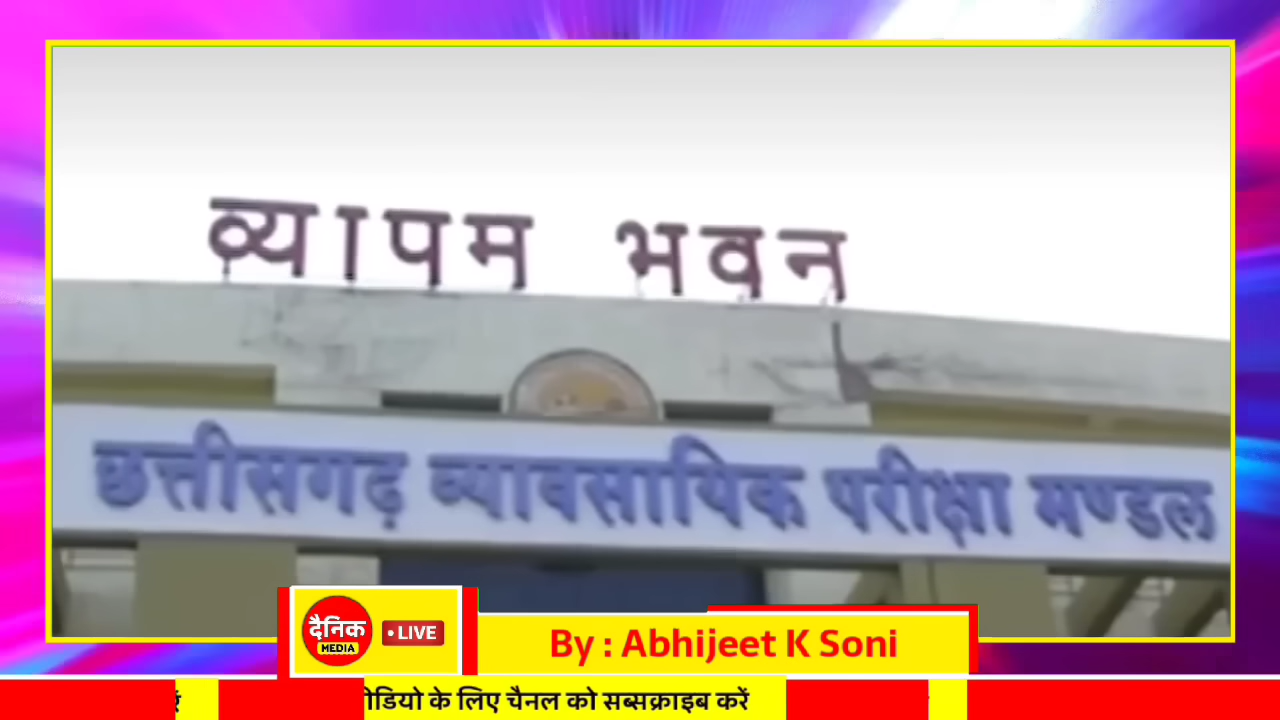 व्यापम भवन
छत्तीसगढ़ व्यावसायिक परीक्षा मण्डल
दैनिक
MEDIA
LIVE
By : Abhijeet K Soni
के लिए चैनल को सब्सक्राइब करें